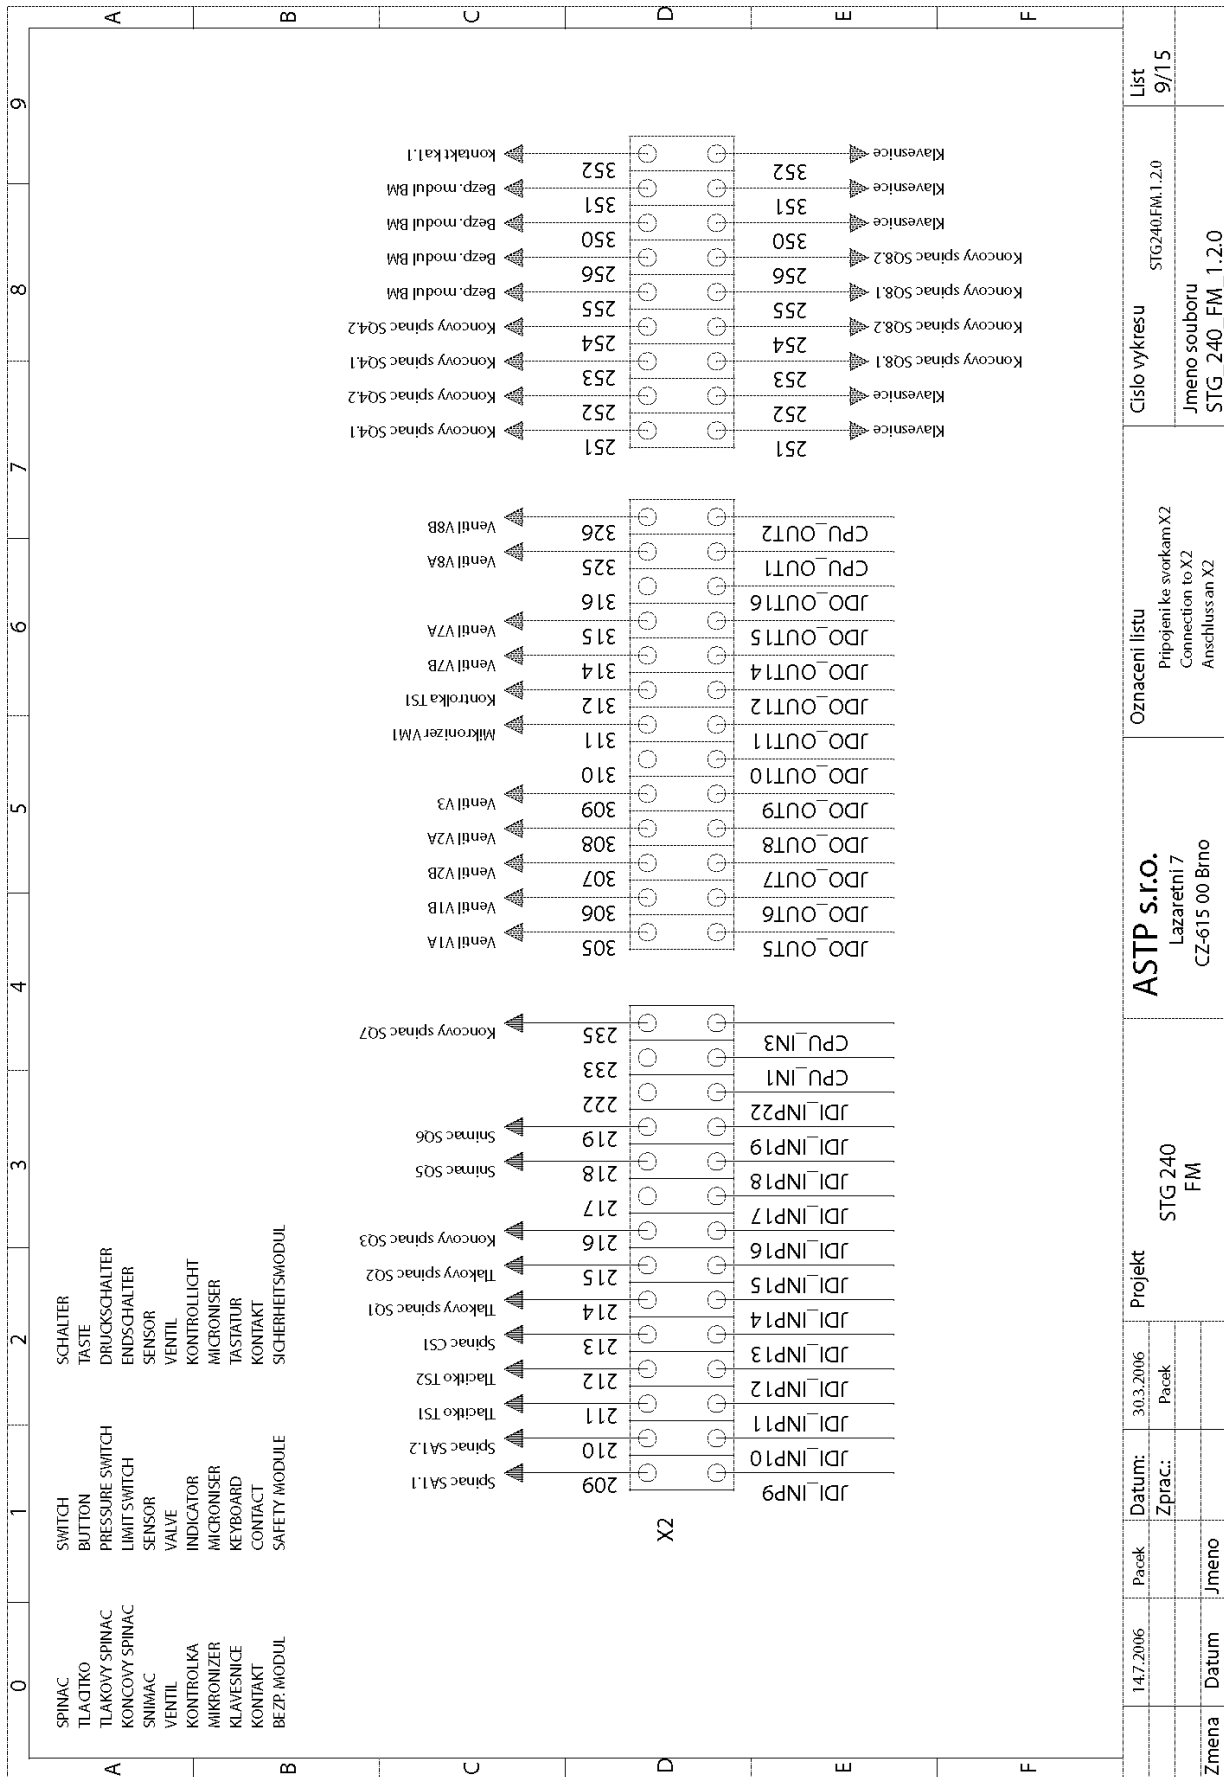 0 1 2 3 4 5 6 7 8 9
A
B
C
D
E
F
A
B
C
D
E
F
SPINAC SWITCH SCHALTER
TLACITKO BUTTON TASTE
TLAKOVY SPINAC PRESSURE SWITCH DRUCKSCHALTER
KONCOVY SPINAC LIMIT SWITCH ENDSCHALTER
SNIMAC SENSOR SENSOR
VENTIL VALVE VENTIL
KONTROLKA INDICATOR KONTROLLICHT
MIKRONIZER MICRONISER MICRONISER
KLAVESNICE KEYBOARD TASTATUR
KONTAKT CONTACT KONTAKT
BEZP. MODUL SAFETY MODULE SICHERHEITSMODUL
X2
Spinac SA1.1 209 JDI_INP9
Spinac SA1.2 210 JDI_INP10
Tlacitko TS1 211 JDI_INP11
Tlacitko TS2 212 JDI_INP12
Spinac CS1 213 JDI_INP13
Tlakovy spinac SQ1 214 JDI_INP14
Tlakovy spinac SQ2 215 JDI_INP15
Koncovy spinac SQ3 216 JDI_INP16
217 JDI_INP17
Snimac SQ5 218 JDI_INP18
Snimac SQ6 219 JDI_INP19
222 JDI_INP22
233 CPU_IN1
Koncovy spinac SQ7 235 CPU_IN3
Ventil V1A 305 JDO_OUT5
Ventil V1B 306 JDO_OUT6
Ventil V2B 307 JDO_OUT7
Ventil V2A 308 JDO_OUT8
Ventil V3 309 JDO_OUT9
310 JDO_OUT10
Mikronizer VM1 311 JDO_OUT11
Kontrolka TS1 312 JDO_OUT12
Ventil V7B 314 JDO_OUT14
Ventil V7A 315 JDO_OUT15
316 JDO_OUT16
Ventil V8A 325 CPU_OUT1
Ventil V8B 326 CPU_OUT2
Koncovy spinac SQ4.1 251 251 Klavesnice
Koncovy spinac SQ4.2 252 252 Klavesnice
Koncovy spinac SQ4.1 253 253 Koncovy spinac SQ8.1
Koncovy spinac SQ4.2 254 254 Koncovy spinac SQ8.2
Bezp. modul BM 255 255 Koncovy spinac SQ8.1
Bezp. modul BM 256 256 Koncovy spinac SQ8.2
Bezp. modul BM 350 350 Klavesnice
Bezp. modul BM 351 351 Klavesnice
kontakt ka1.1 352 352 Klavesnice
14.7.2006 Pacek
Zmena Datum Jmeno
Datum: 30.3.2006
Zprac.: Pacek
Projekt
STG 240
FM
ASTP s.r.o.
Lazaretni 7
CZ-615 00 Brno
Oznaceni listu
Pripojeni ke svorkam X2
Connection to X2
Anschluss an X2
Cislo vykresu
STG240.FM.1.2.0
Jmeno souboru
STG_240_FM_1.2.0
List
9/15